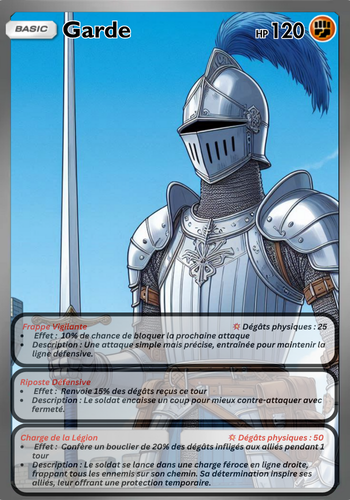 BASIC Garde HP 120
Frappe Vigilante Dégâts physiques : 25
• Effet : 10% de chance de bloquer la prochaine attaque
• Description : Une attaque simple mais précise, entraînée pour maintenir la
ligne défensive.
Riposte Défensive
• Effet : Renvoie 15% des dégâts reçus ce tour
• Description : Le soldat encaisse un coup pour mieux contre-attaquer avec
fermeté.
Charge de la Légion Dégâts physiques : 50
• Effet : Confère un bouclier de 20% des dégâts infligés aux alliés pendant 1
tour
• Description : Le soldat se lance dans une charge féroce en ligne droite,
frappant tous les ennemis sur son chemin. Sa détermination inspire ses
alliés, leur offrant une protection temporaire.